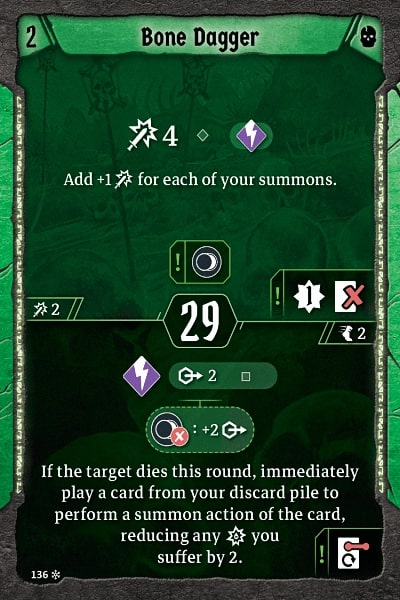 2
Bone Dagger
4
Add +1 for each of your summons.
!
! 1
2
29
2
2
: +2
If the target dies this round, immediately
play a card from your discard pile to
perform a summon action of the card,
reducing any you
suffer by 2.
!
136